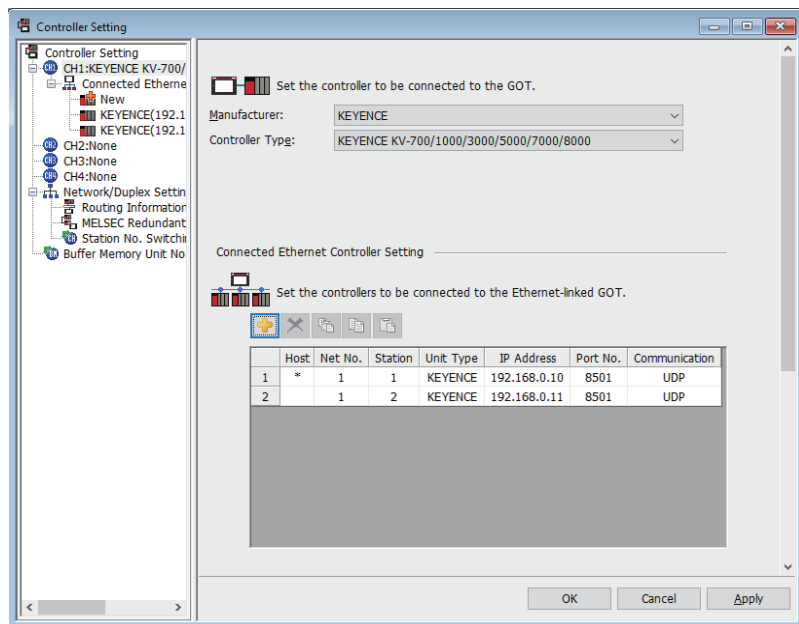 Controller Setting
Controller Setting
CH1:KEYENCE KV-700/
Connected Etherne
New
KEYENCE(192.1
KEYENCE(192.1
CH2:None
CH3:None
CH4:None
Network/Duplex Settin
Routing Information
MELSEC Redundant
Station No. Switchi
Buffer Memory Unit No
Set the controller to be connected to the GOT.
Manufacturer: KEYENCE
Controller Type: KEYENCE KV-700/1000/3000/5000/7000/8000
Connected Ethernet Controller Setting
Set the controllers to be connected to the Ethernet-linked GOT.
Host Net No. Station Unit Type IP Address Port No. Communication
1 * 1 1 KEYENCE 192.168.0.10 8501 UDP
2 1 2 KEYENCE 192.168.0.11 8501 UDP
OK Cancel Apply